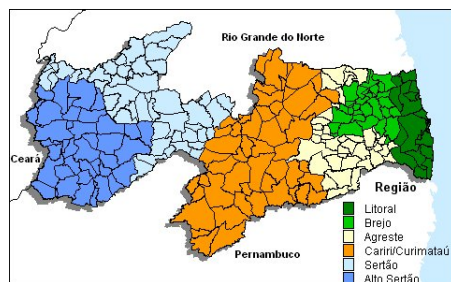 Rio Grande do Norte
Ceará
Pernambuco
Região
Litoral
Brejo
Agreste
Cariri/Curimataú
Sertão
Alto Sertão